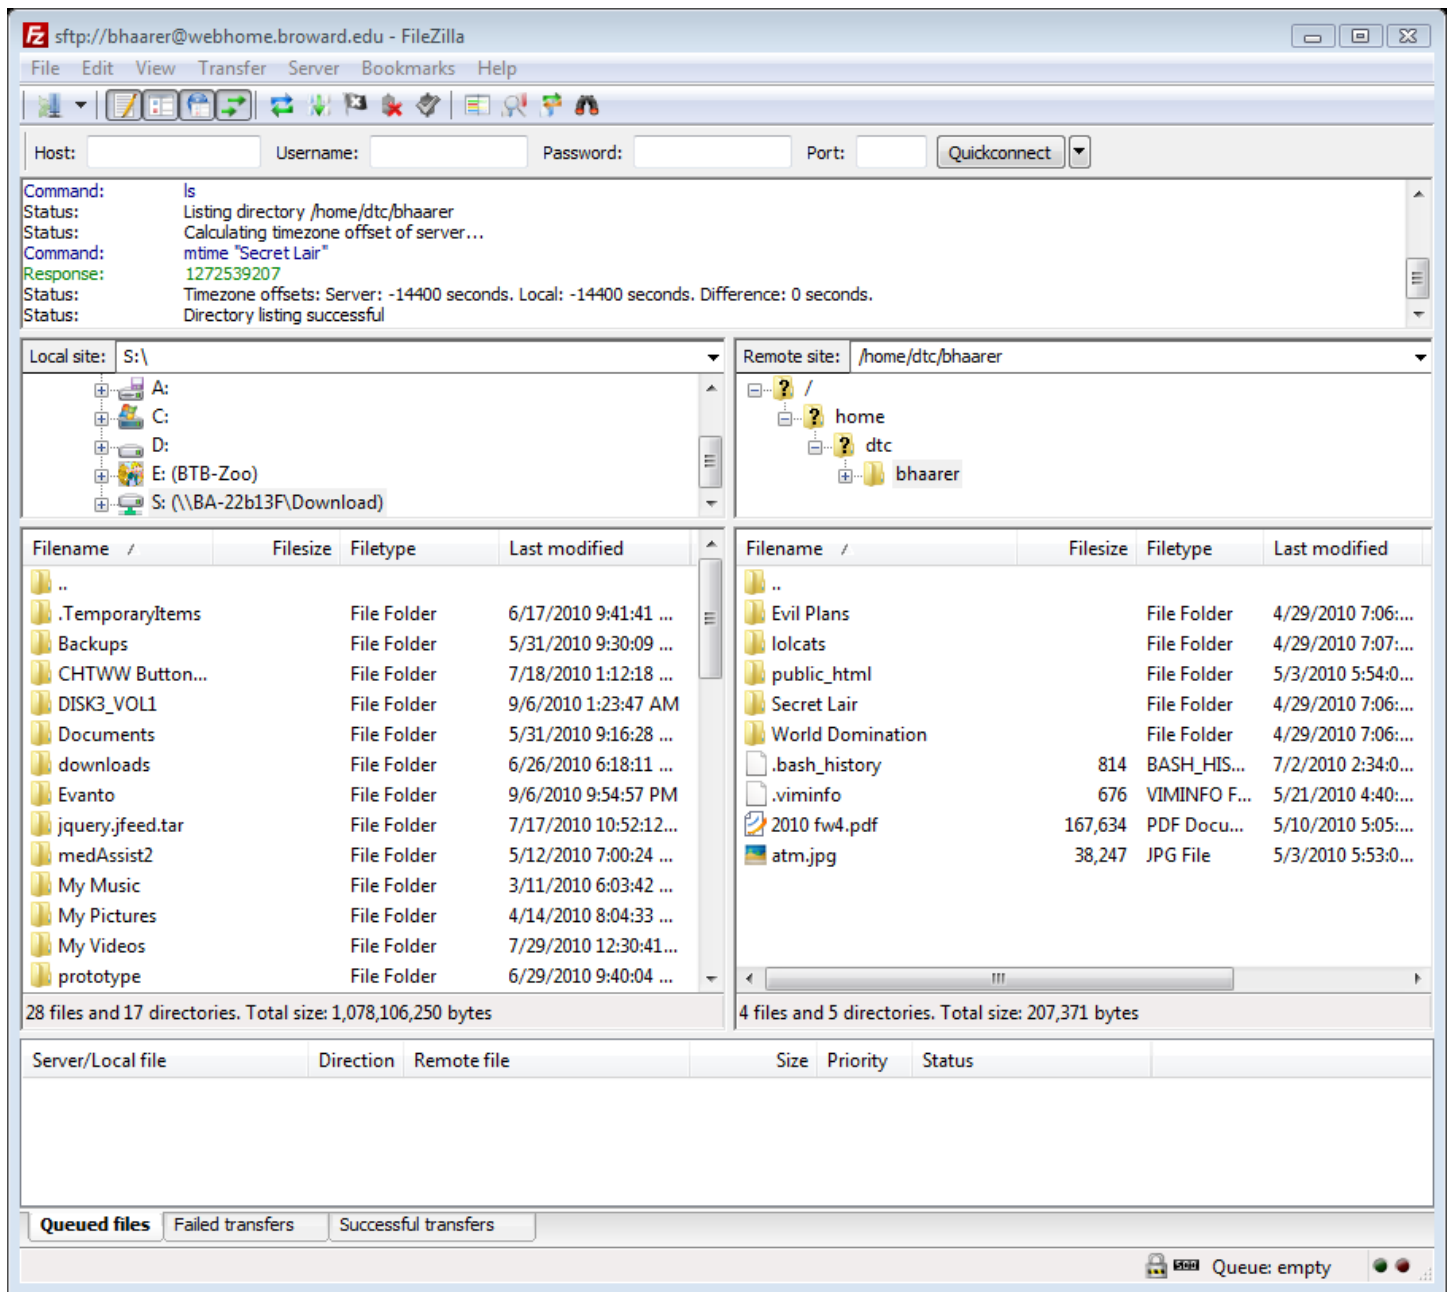 sftp://bhaarer@webhome.broward.edu - FileZilla
File Edit View Transfer Server Bookmarks Help
Host: Username: Password: Port: Quickconnect
Command: ls
Status: Listing directory /home/dtc/bhaarer
Status: Calculating timezone offset of server...
Command: mtime "Secret Lair"
Response: 1272539207
Status: Timezone offsets: Server: -14400 seconds. Local: -14400 seconds. Difference: 0 seconds.
Status: Directory listing successful
Local site: S:\
A:
C:
D:
E: (BTB-Zoo)
S: (\\BA-22b13F\Download)
Remote site: /home/dtc/bhaarer
/
home
dtc
bhaarer
Filename / Filesize Filetype Last modified
..
.TemporaryItems File Folder 6/17/2010 9:41:41 ...
Backups File Folder 5/31/2010 9:30:09 ...
CHTWW Button... File Folder 7/18/2010 1:12:18 ...
DISK3_VOL1 File Folder 9/6/2010 1:23:47 AM
Documents File Folder 5/31/2010 9:16:28 ...
downloads File Folder 6/26/2010 6:18:11 ...
Evanto File Folder 9/6/2010 9:54:57 PM
jquery.jfeed.tar File Folder 7/17/2010 10:52:12...
medAssist2 File Folder 5/12/2010 7:00:24 ...
My Music File Folder 3/11/2010 6:03:42 ...
My Pictures File Folder 4/14/2010 8:04:33 ...
My Videos File Folder 7/29/2010 12:30:41...
prototype File Folder 6/29/2010 9:40:04 ...
28 files and 17 directories. Total size: 1,078,106,250 bytes
Filename / Filesize Filetype Last modified
..
Evil Plans File Folder 4/29/2010 7:06:...
lolcats File Folder 4/29/2010 7:07:...
public_html File Folder 5/3/2010 5:54:0...
Secret Lair File Folder 4/29/2010 7:06:...
World Domination File Folder 4/29/2010 7:06:...
.bash_history 814 BASH_HIS... 7/2/2010 2:34:0...
.viminfo 676 VIMINFO F... 5/21/2010 4:40:...
2010 fw4.pdf 167,634 PDF Docu... 5/10/2010 5:05:...
atm.jpg 38,247 JPG File 5/3/2010 5:53:0...
4 files and 5 directories. Total size: 207,371 bytes
Server/Local file Direction Remote file Size Priority Status
Queued files Failed transfers Successful transfers
Queue: empty